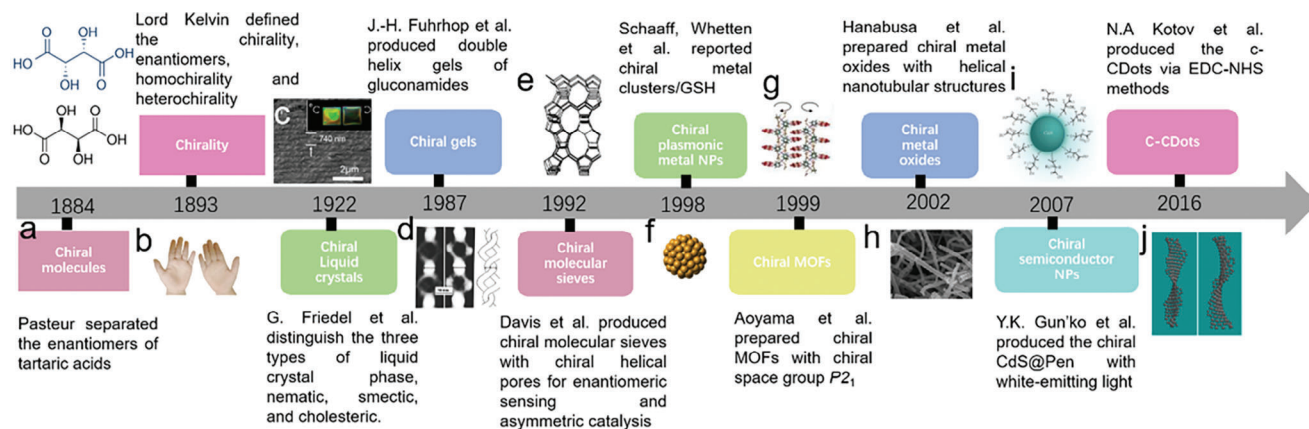 Lord Kelvin defined
the chirality,
enantiomers,
homochirality and
heterochirality
J.-H. Fuhrhop et al.
produced double
helix gels of
gluconamides
Schaaff, Whetten
et al. reported
chiral metal
clusters/GSH
Hanabusa et al.
prepared chiral metal
oxides with helical
nanotubular structures
N.A Kotov et al.
produced the c-
CDots via EDC-NHS
methods
HO
O
OH
OH
O
OH
HO
O
OH
OH
O
OH
Chirality
c
740 nm
2μm
Chiral gels
e
Chiral
plasmonic
metal NPs
g
Chiral
metal
oxides
i
C-CDots
1884
1893
1922
1987
1992
1998
1999
2002
2007
2016
a
Chiral
molecules
b
Chiral
Liquid
crystals
d
Chiral
molecular
sieves
f
Chiral MOFs
h
Chiral
semiconductor
NPs
j
Pasteur separated
the enantiomers of
tartaric acids
G. Friedel et al.
distinguish the three
types of liquid
crystal phase,
nematic, smectic,
and cholesteric.
Davis et al. produced
chiral molecular sieves
with chiral helical
pores for enantiomeric
sensing and
asymmetric catalysis
Aoyama et al.
prepared chiral
MOFs with chiral
space group P2₁
Y.K. Gun'ko et al.
produced the chiral
CdS@Pen with
white-emitting light